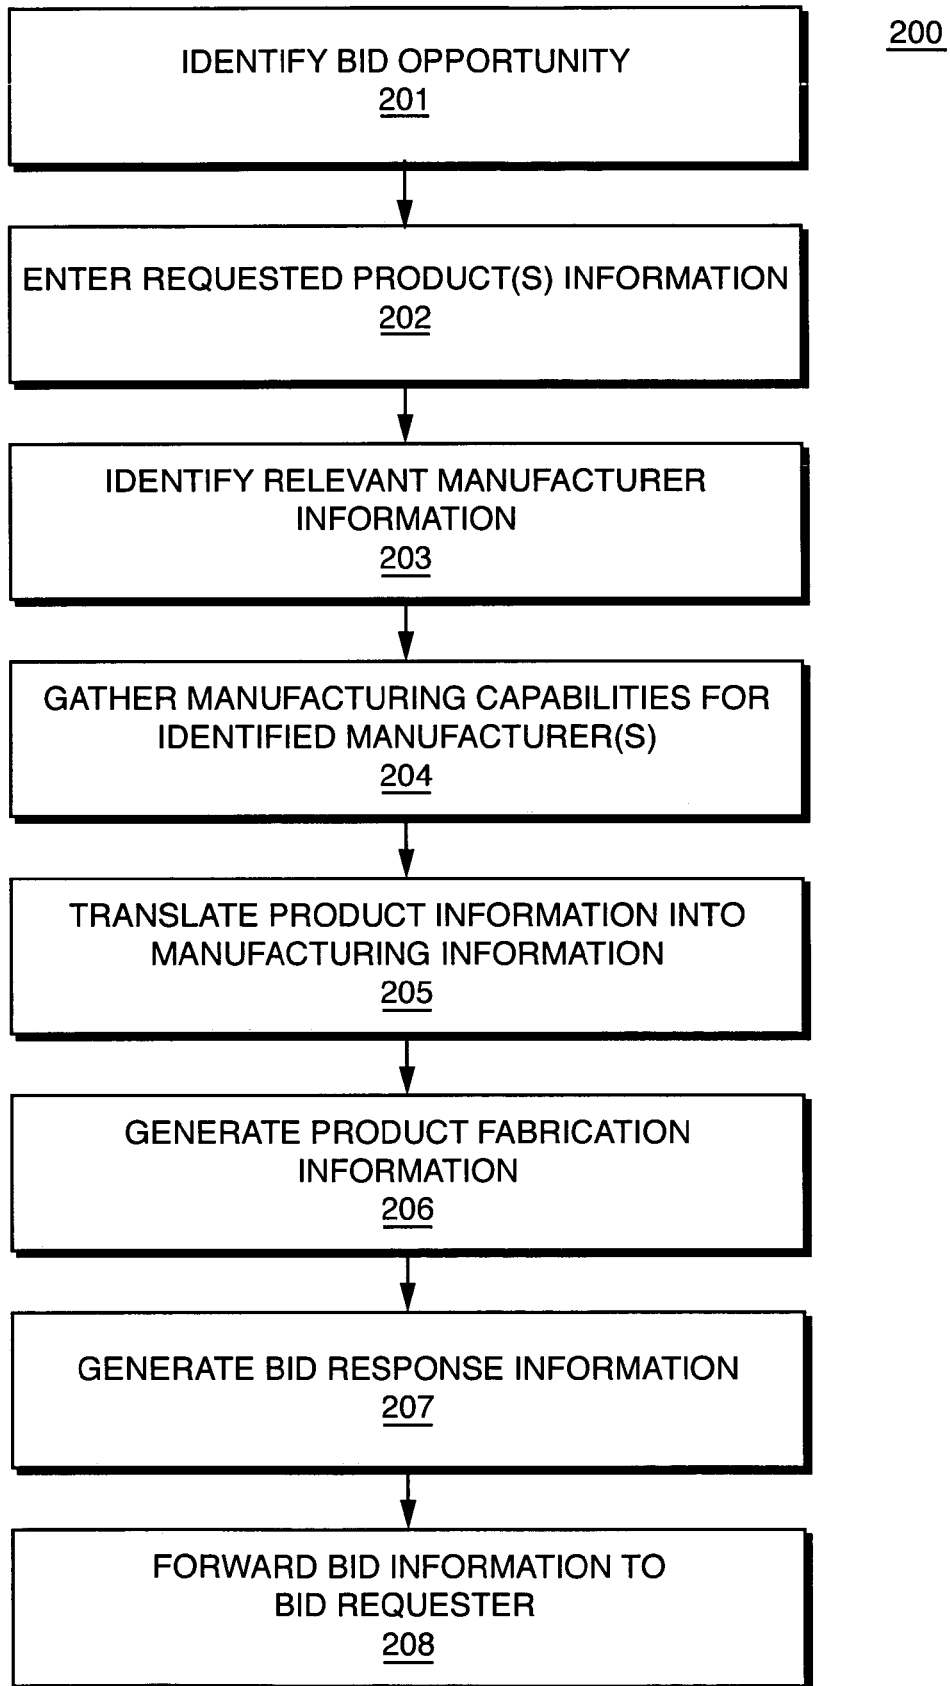 200
IDENTIFY BID OPPORTUNITY
201
ENTER REQUESTED PRODUCT(S) INFORMATION
202
IDENTIFY RELEVANT MANUFACTURER
INFORMATION
203
GATHER MANUFACTURING CAPABILITIES FOR
IDENTIFIED MANUFACTURER(S)
204
TRANSLATE PRODUCT INFORMATION INTO
MANUFACTURING INFORMATION
205
GENERATE PRODUCT FABRICATION
INFORMATION
206
GENERATE BID RESPONSE INFORMATION
207
FORWARD BID INFORMATION TO
BID REQUESTER
208